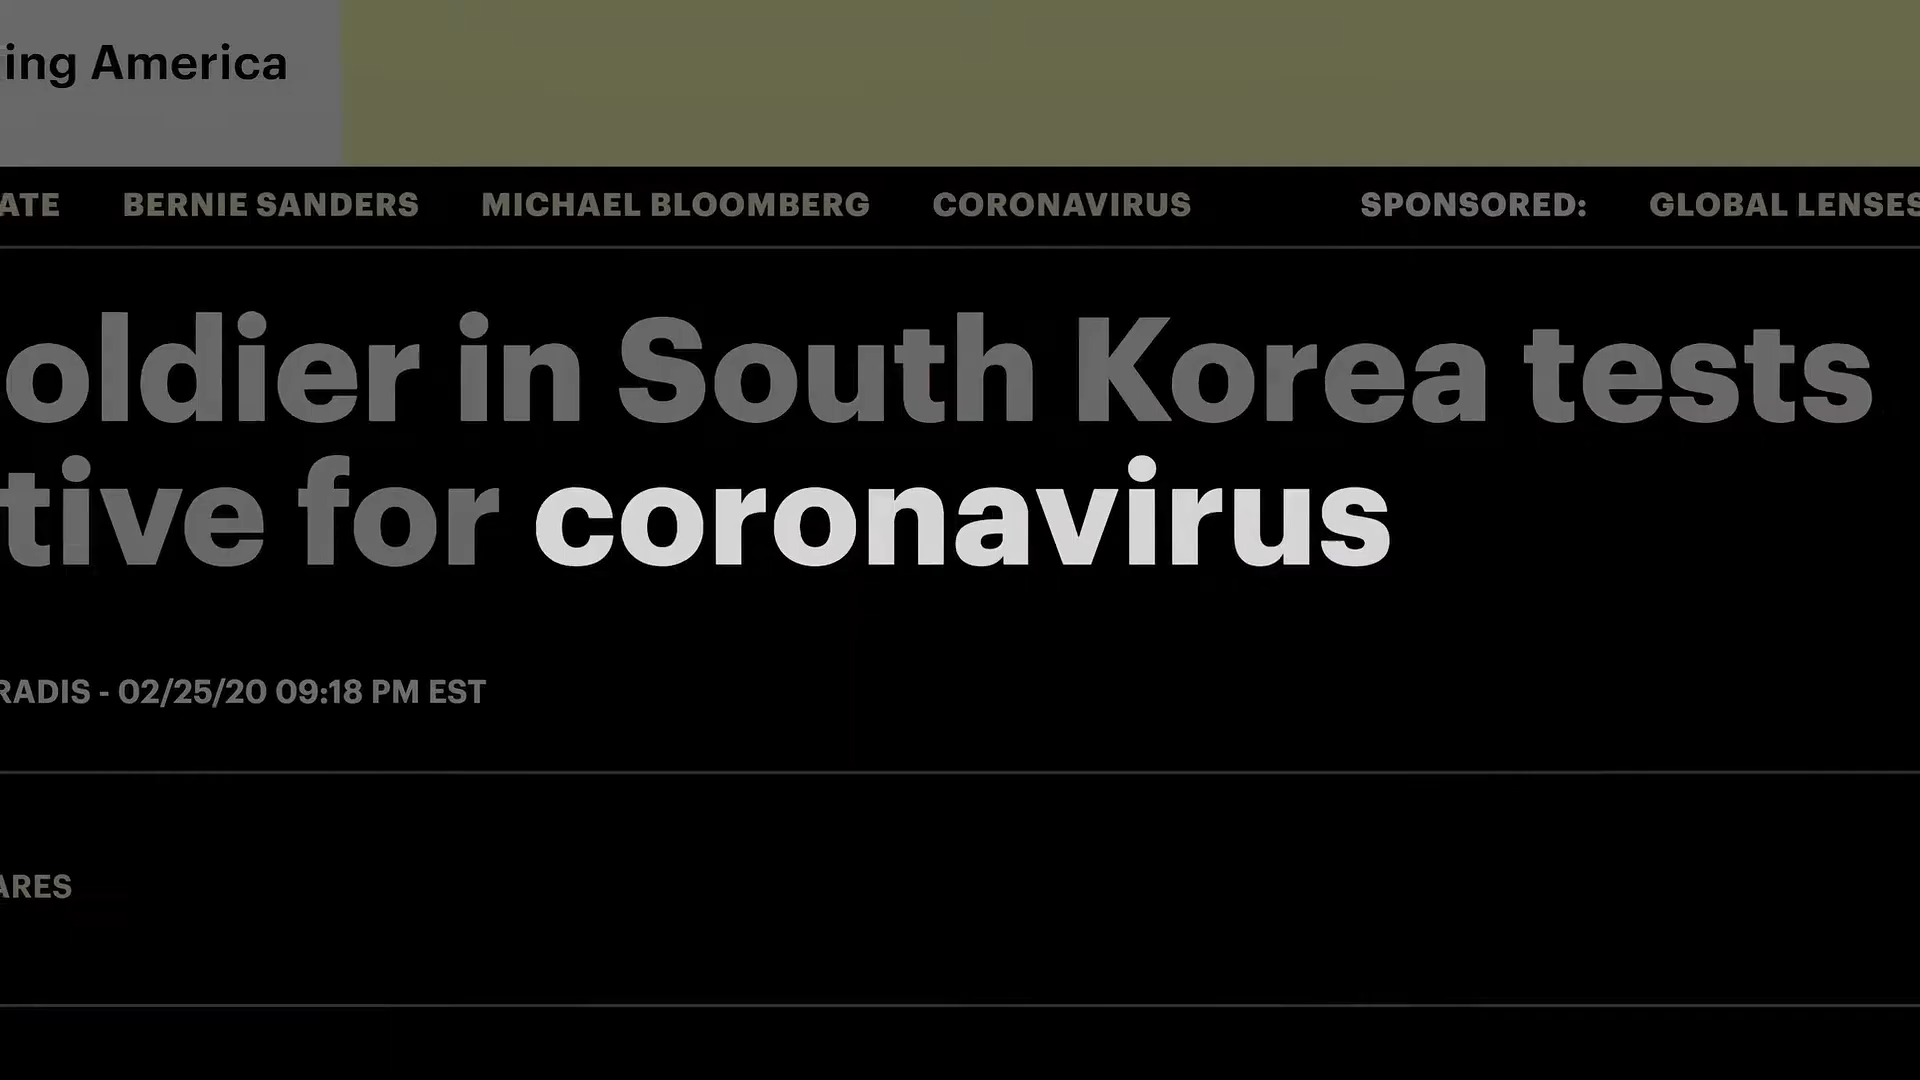 ing America
ATE BERNIE SANDERS MICHAEL BLOOMBERG CORONAVIRUS SPONSORED: GLOBAL LENSES
oldier in South Korea tests
tive for coronavirus
RADIS - 02/25/20 09:18 PM EST
ARES